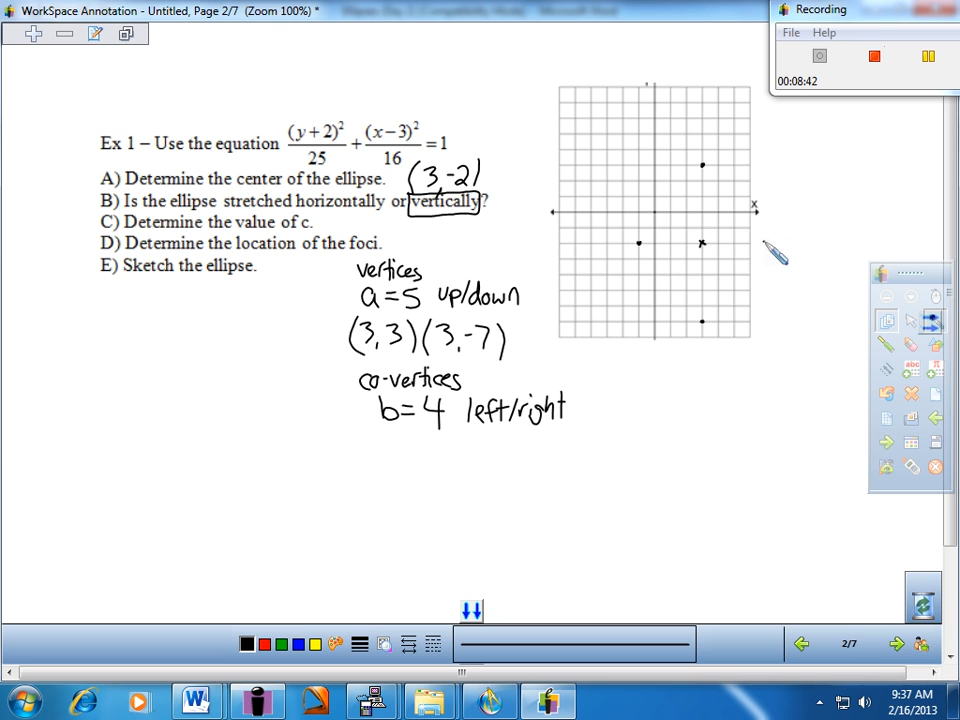 WorkSpace Annotation - Untitled, Page 2/7 (Zoom 100%) *
Recording
File Help
00:08:42
Ex 1 – Use the equation (y+2)²/25 + (x−3)²/16 = 1
A) Determine the center of the ellipse. (3,-2)
B) Is the ellipse stretched horizontally or vertically?
C) Determine the value of c.
D) Determine the location of the foci.
E) Sketch the ellipse.
vertices
a=5 up/down
(3,3)(3,-7)
co-vertices
b=4 left/right
x
abc
π
2/7
9:37 AM
2/16/2013